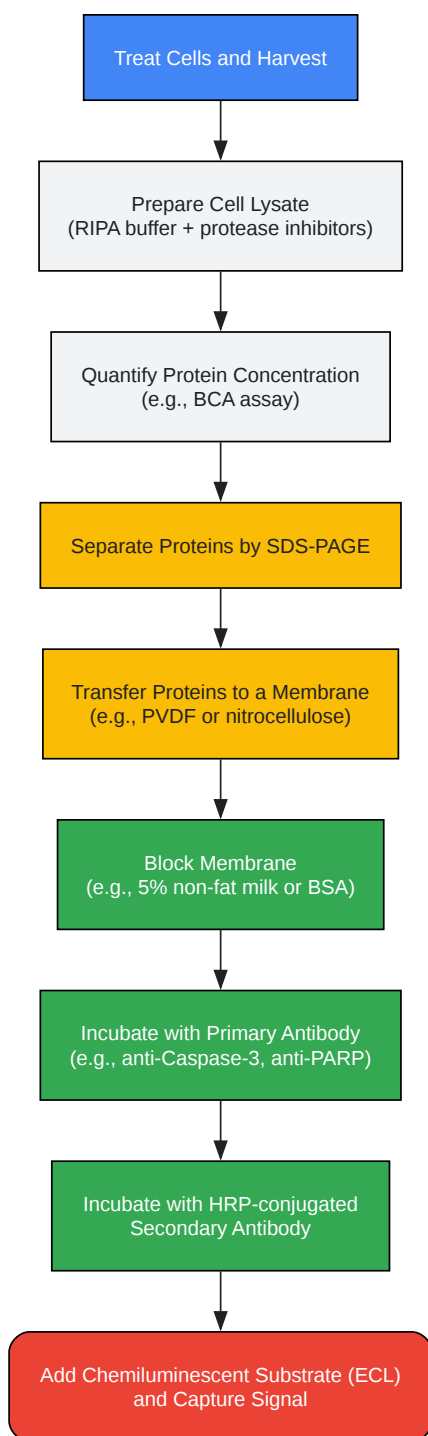 Treat Cells and Harvest
Prepare Cell Lysate
(RIPA buffer + protease inhibitors)
Quantify Protein Concentration
(e.g., BCA assay)
Separate Proteins by SDS-PAGE
Transfer Proteins to a Membrane
(e.g., PVDF or nitrocellulose)
Block Membrane
(e.g., 5% non-fat milk or BSA)
Incubate with Primary Antibody
(e.g., anti-Caspase-3, anti-PARP)
Incubate with HRP-conjugated
Secondary Antibody
Add Chemiluminescent Substrate (ECL)
and Capture Signal